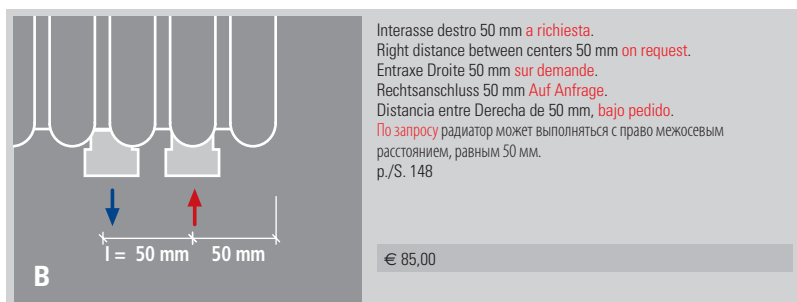 Interasse destro 50 mm a richiesta.
Right distance between centers 50 mm on request.
Entraxe Droite 50 mm sur demande.
Rechtsanschluss 50 mm Auf Anfrage.
Distancia entre Derecha de 50 mm, bajo pedido.
По запросу радиатор может выполняться с право межосевым
расстоянием, равным 50 мм.
p./S. 148
I = 50 mm 50 mm
B
€ 85,00